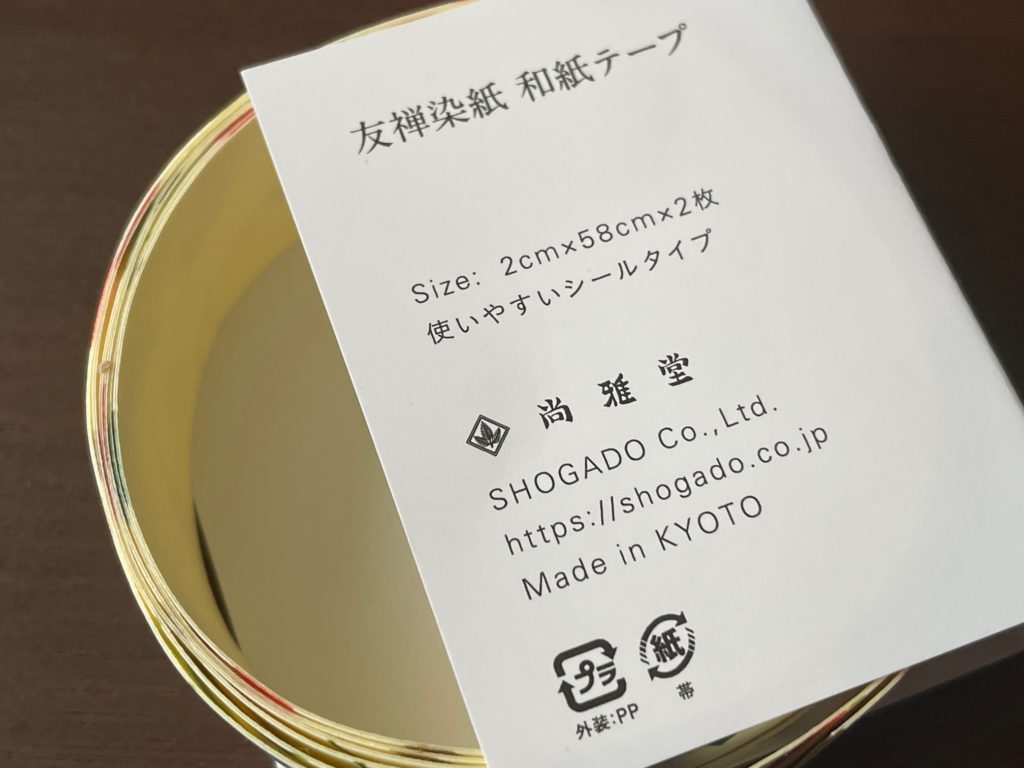 友禅染紙 和紙テープ
Size: 2cm×58cm×2枚
使いやすいシールタイプ
尚雅堂
SHOGADO Co.,Ltd.
https://shogado.co.jp
Made in KYOTO
プラ 紙
外装:PP 帯